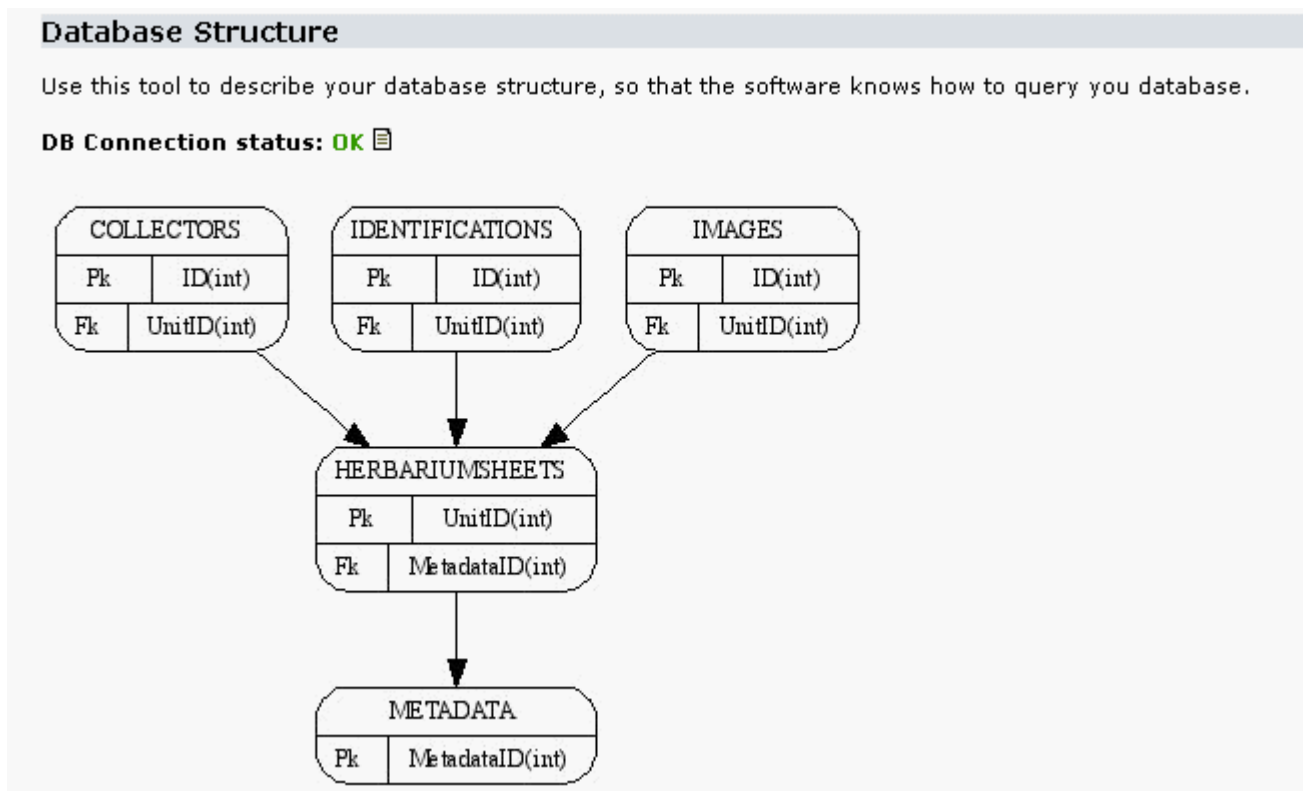 Database Structure
Use this tool to describe your database structure, so that the software knows how to query you database.
DB Connection status: OK
COLLECTORS IDENTIFICATIONS IMAGES
Pk ID(int) Pk ID(int) Pk ID(int)
Fk UnitID(int) Fk UnitID(int) Fk UnitID(int)
HERBARIUMSHEETS
Pk UnitID(int)
Fk MetadataID(int)
METADATA
Pk MetadataID(int)